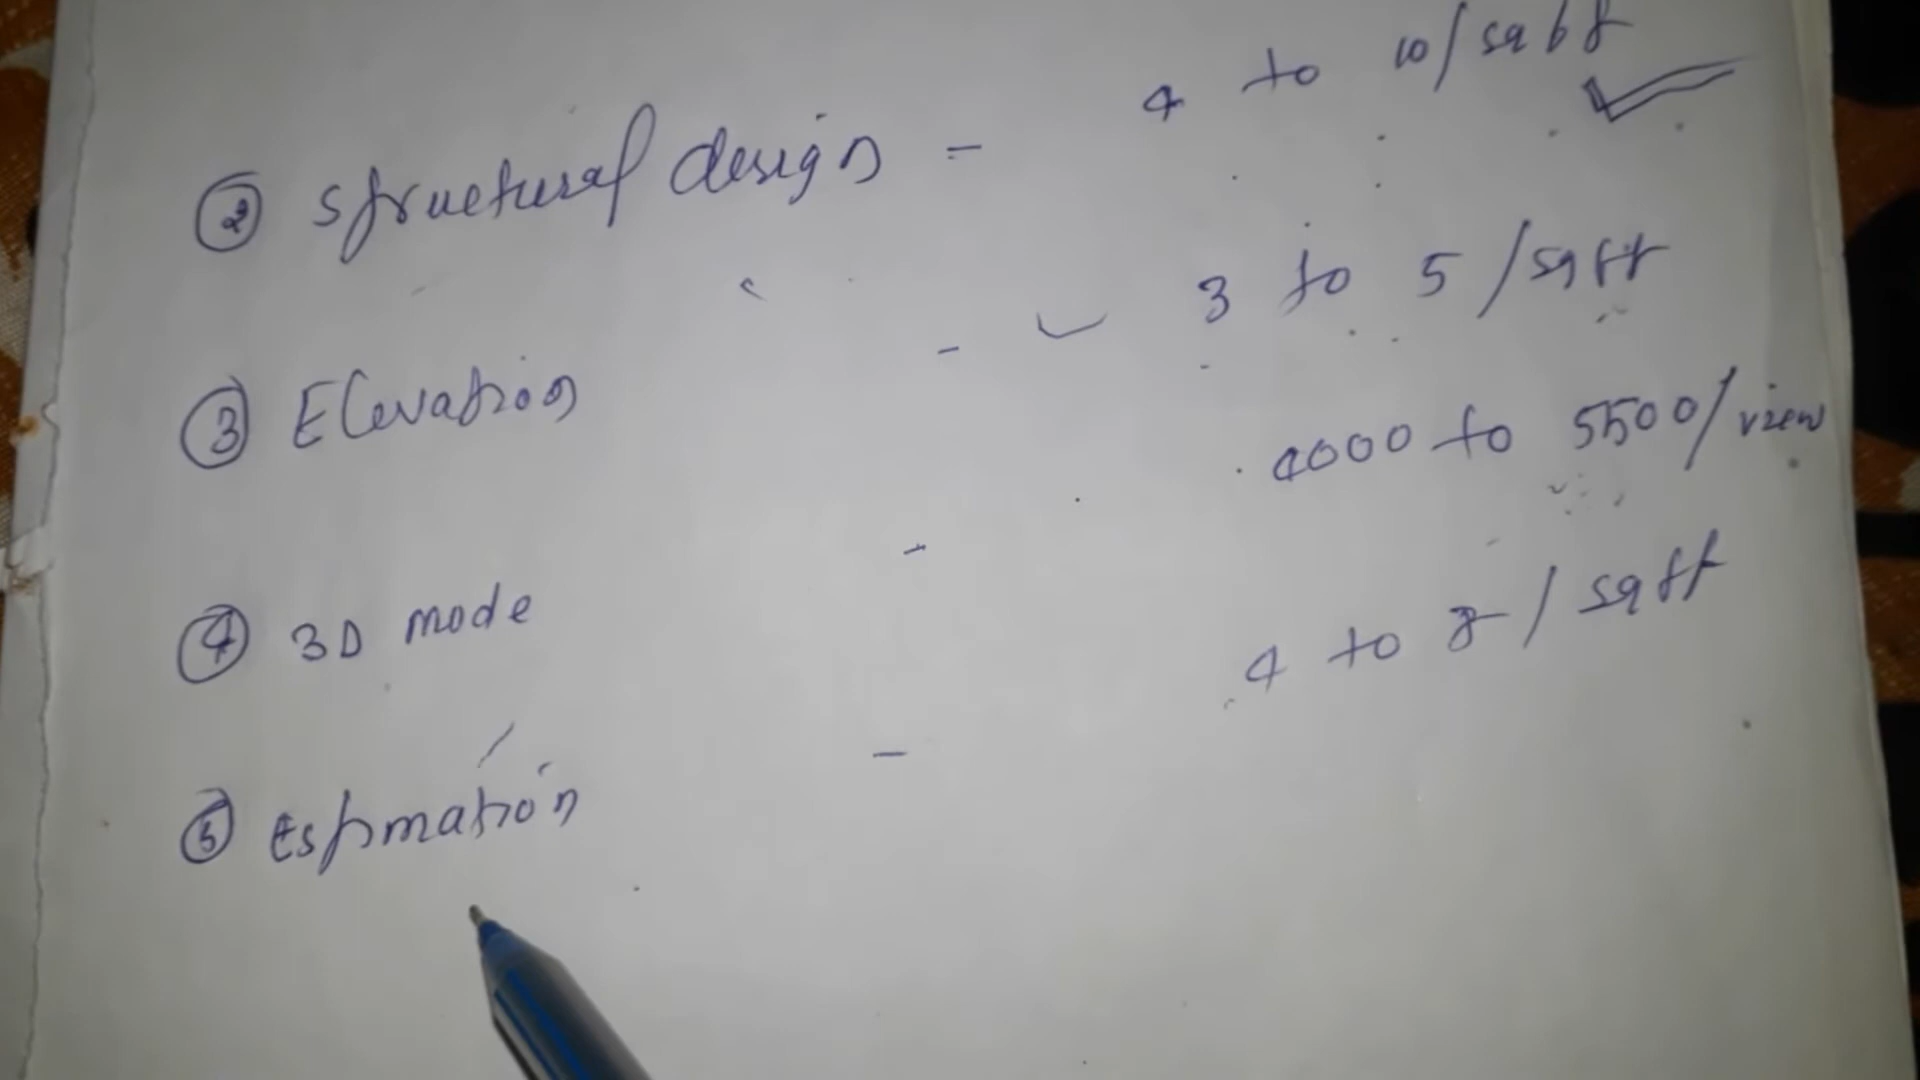 ② Structural design - 4 to 10/sqft
③ Elevation - 3 to 5/sqft
④ 3D mode - 4000 to 5500/view
⑤ Estimation - 4 to 8/sqft